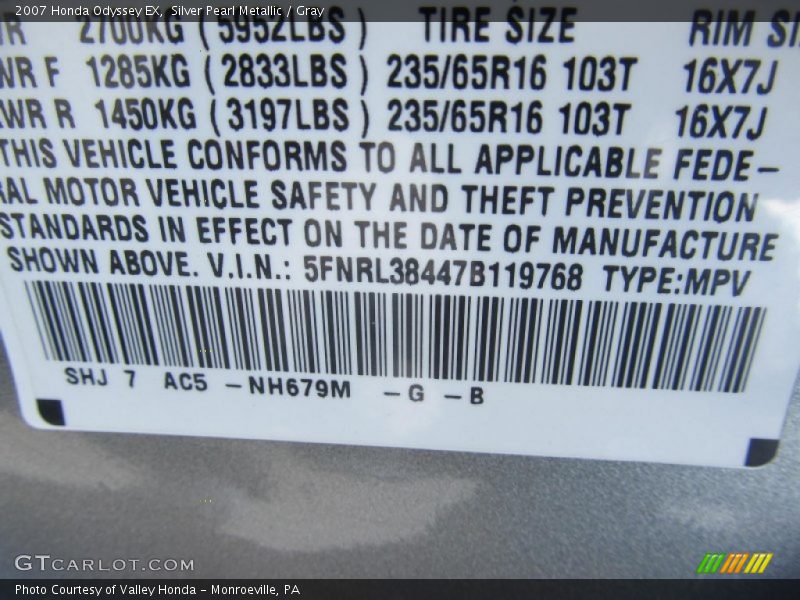 2007 Honda Odyssey EX, Silver Pearl Metallic / Gray
2700KG (5952LBS) TIRE SIZE RIM
WR F 1285KG (2833LBS) 235/65R16 103T 16X7J
WR R 1450KG (3197LBS) 235/65R16 103T 16X7J
THIS VEHICLE CONFORMS TO ALL APPLICABLE FEDE-
RAL MOTOR VEHICLE SAFETY AND THEFT PREVENTION
STANDARDS IN EFFECT ON THE DATE OF MANUFACTURE
SHOWN ABOVE. V.I.N.: 5FNRL38447B119768 TYPE:MPV
SHJ 7 AC5 -NH679M -G -B
GTCARLOT.COM
Photo Courtesy of Valley Honda - Monroeville, PA